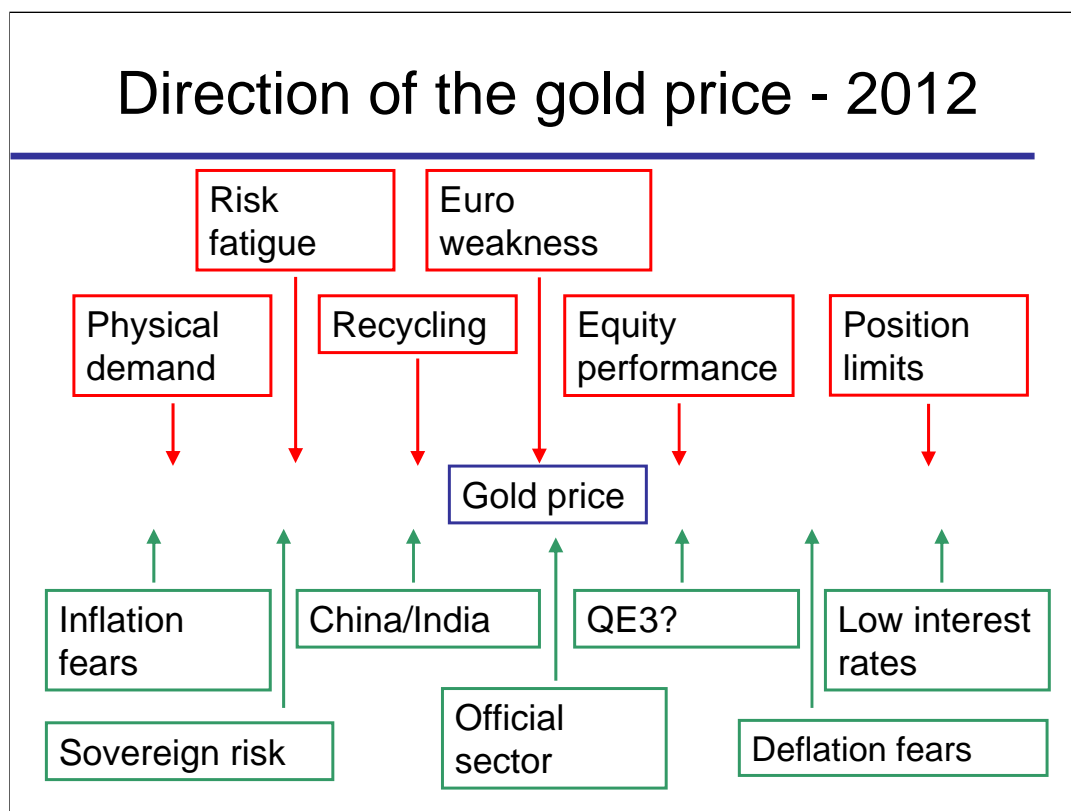 Direction of the gold price - 2012
Risk
fatigue
Euro
weakness
Physical
demand
Recycling
Equity
performance
Position
limits
Gold price
Inflation
fears
China/India
QE3?
Low interest
rates
Sovereign risk
Official
sector
Deflation fears